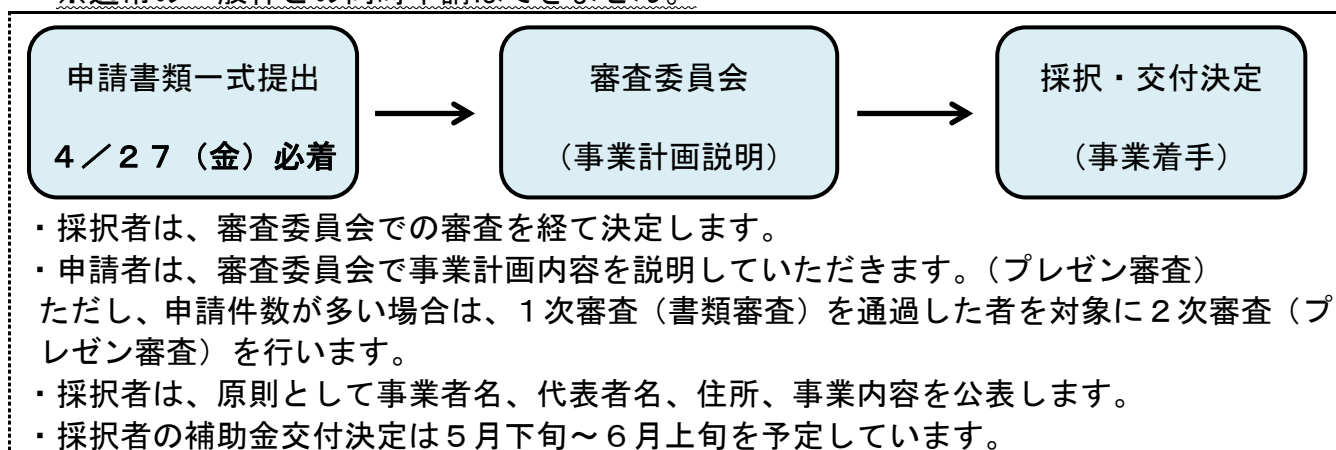 申請書類一式提出
4／27（金）必着
審査委員会
（事業計画説明）
採択・交付決定
（事業着手）
・採択者は、審査委員会での審査を経て決定します。
・申請者は、審査委員会で事業計画内容を説明していただきます。（プレゼン審査）
ただし、申請件数が多い場合は、１次審査（書類審査）を通過した者を対象に２次審査（プ
レゼン審査）を行います。
・採択者は、原則として事業者名、代表者名、住所、事業内容を公表します。
・採択者の補助金交付決定は５月下旬～６月上旬を予定しています。